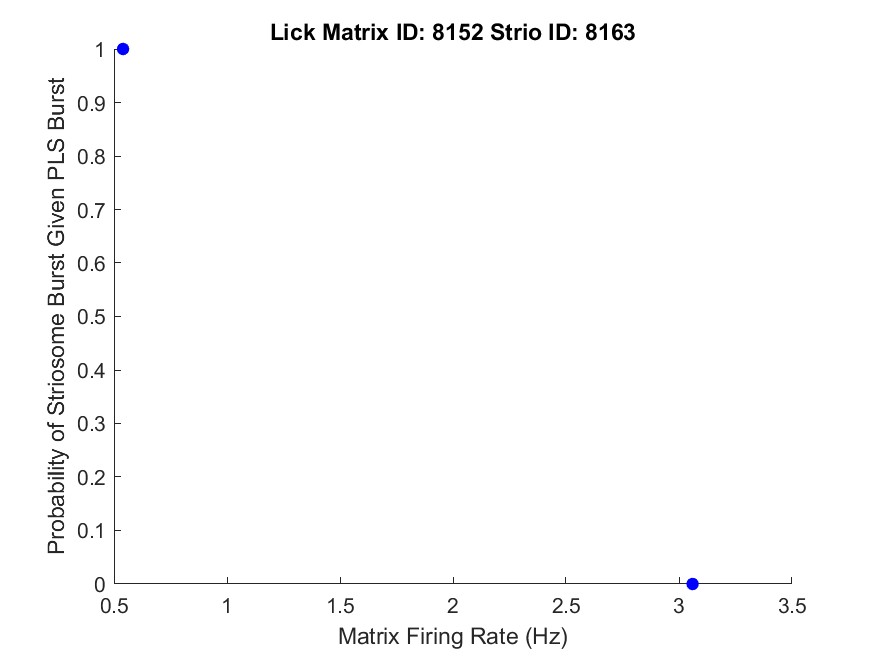 Lick Matrix ID: 8152 Strio ID: 8163
Probability of Striosome Burst Given PLS Burst
1
0.9
0.8
0.7
0.6
0.5
0.4
0.3
0.2
0.1
0
0.5 1 1.5 2 2.5 3 3.5
Matrix Firing Rate (Hz)